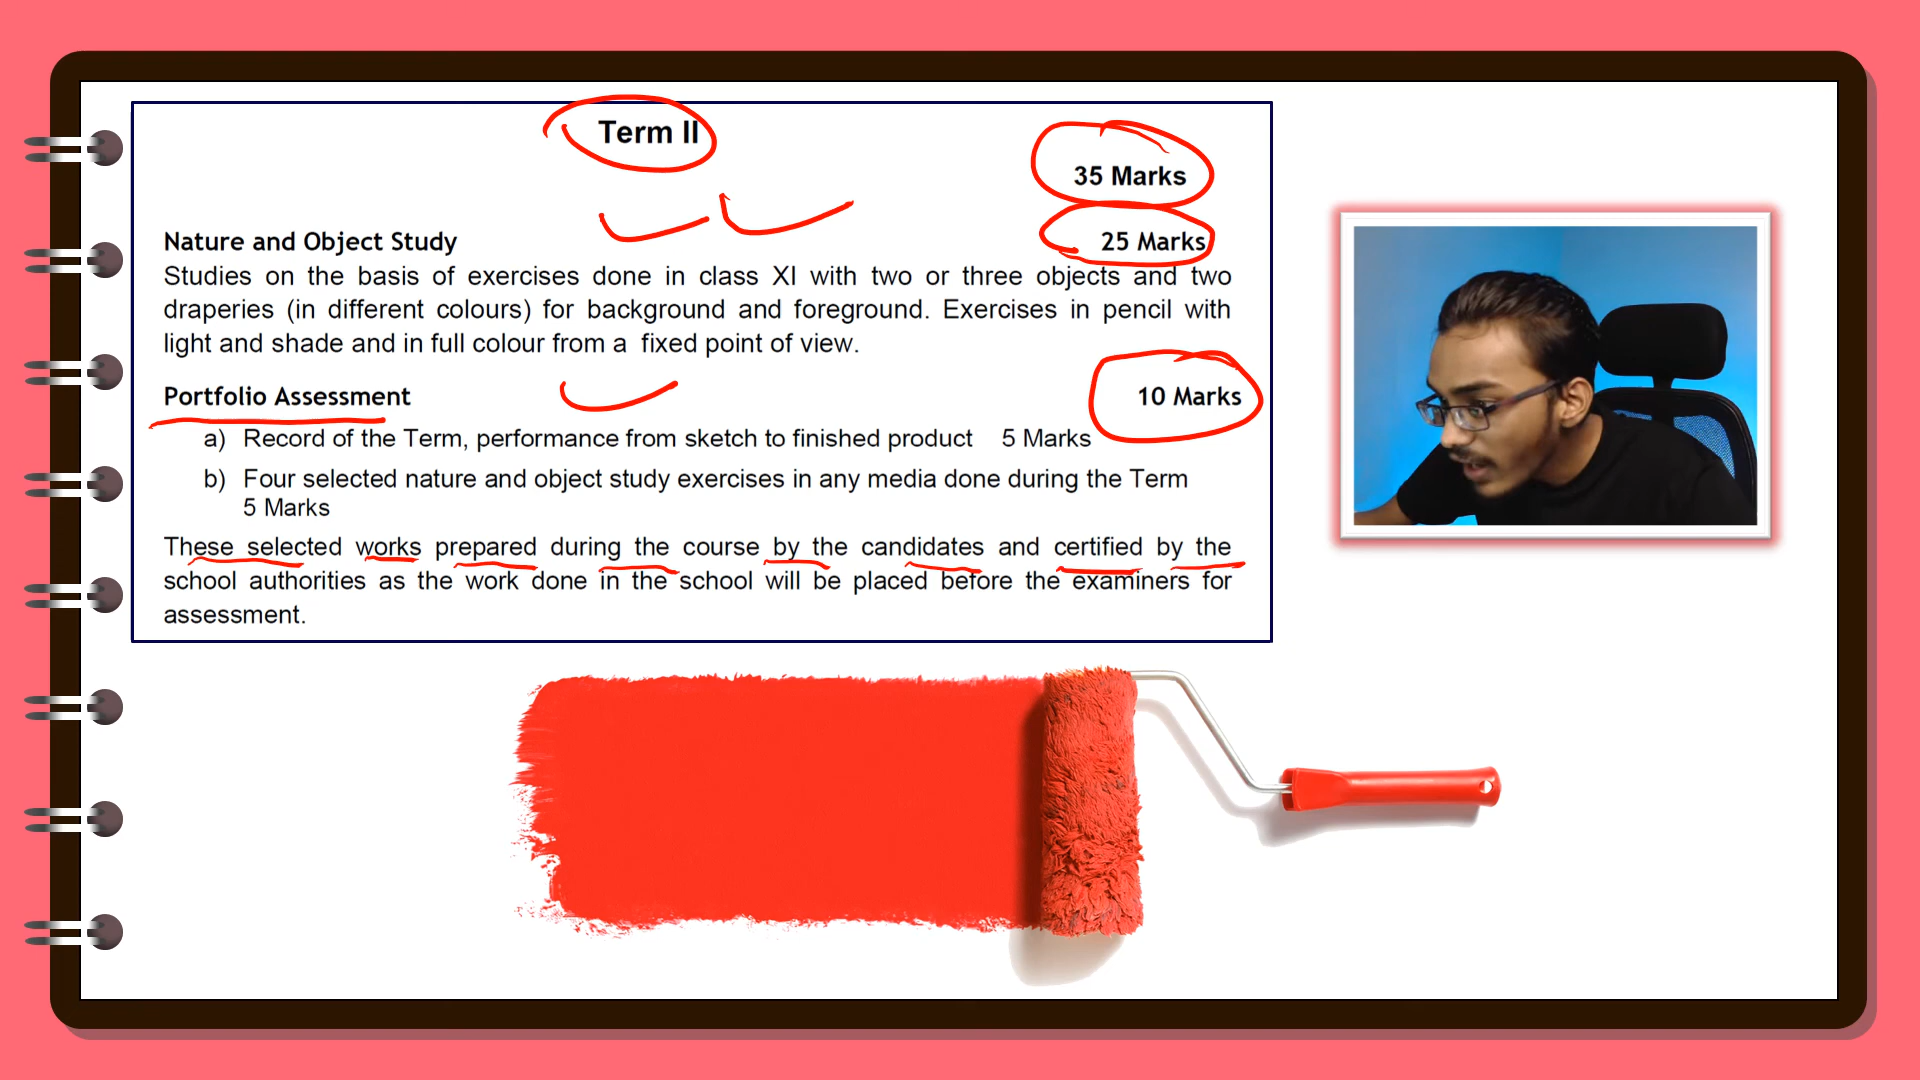 Term II
35 Marks
Nature and Object Study 25 Marks
Studies on the basis of exercises done in class XI with two or three objects and two
draperies (in different colours) for background and foreground. Exercises in pencil with
light and shade and in full colour from a fixed point of view.
Portfolio Assessment 10 Marks
a) Record of the Term, performance from sketch to finished product 5 Marks
b) Four selected nature and object study exercises in any media done during the Term
5 Marks
These selected works prepared during the course by the candidates and certified by the
school authorities as the work done in the school will be placed before the examiners for
assessment.